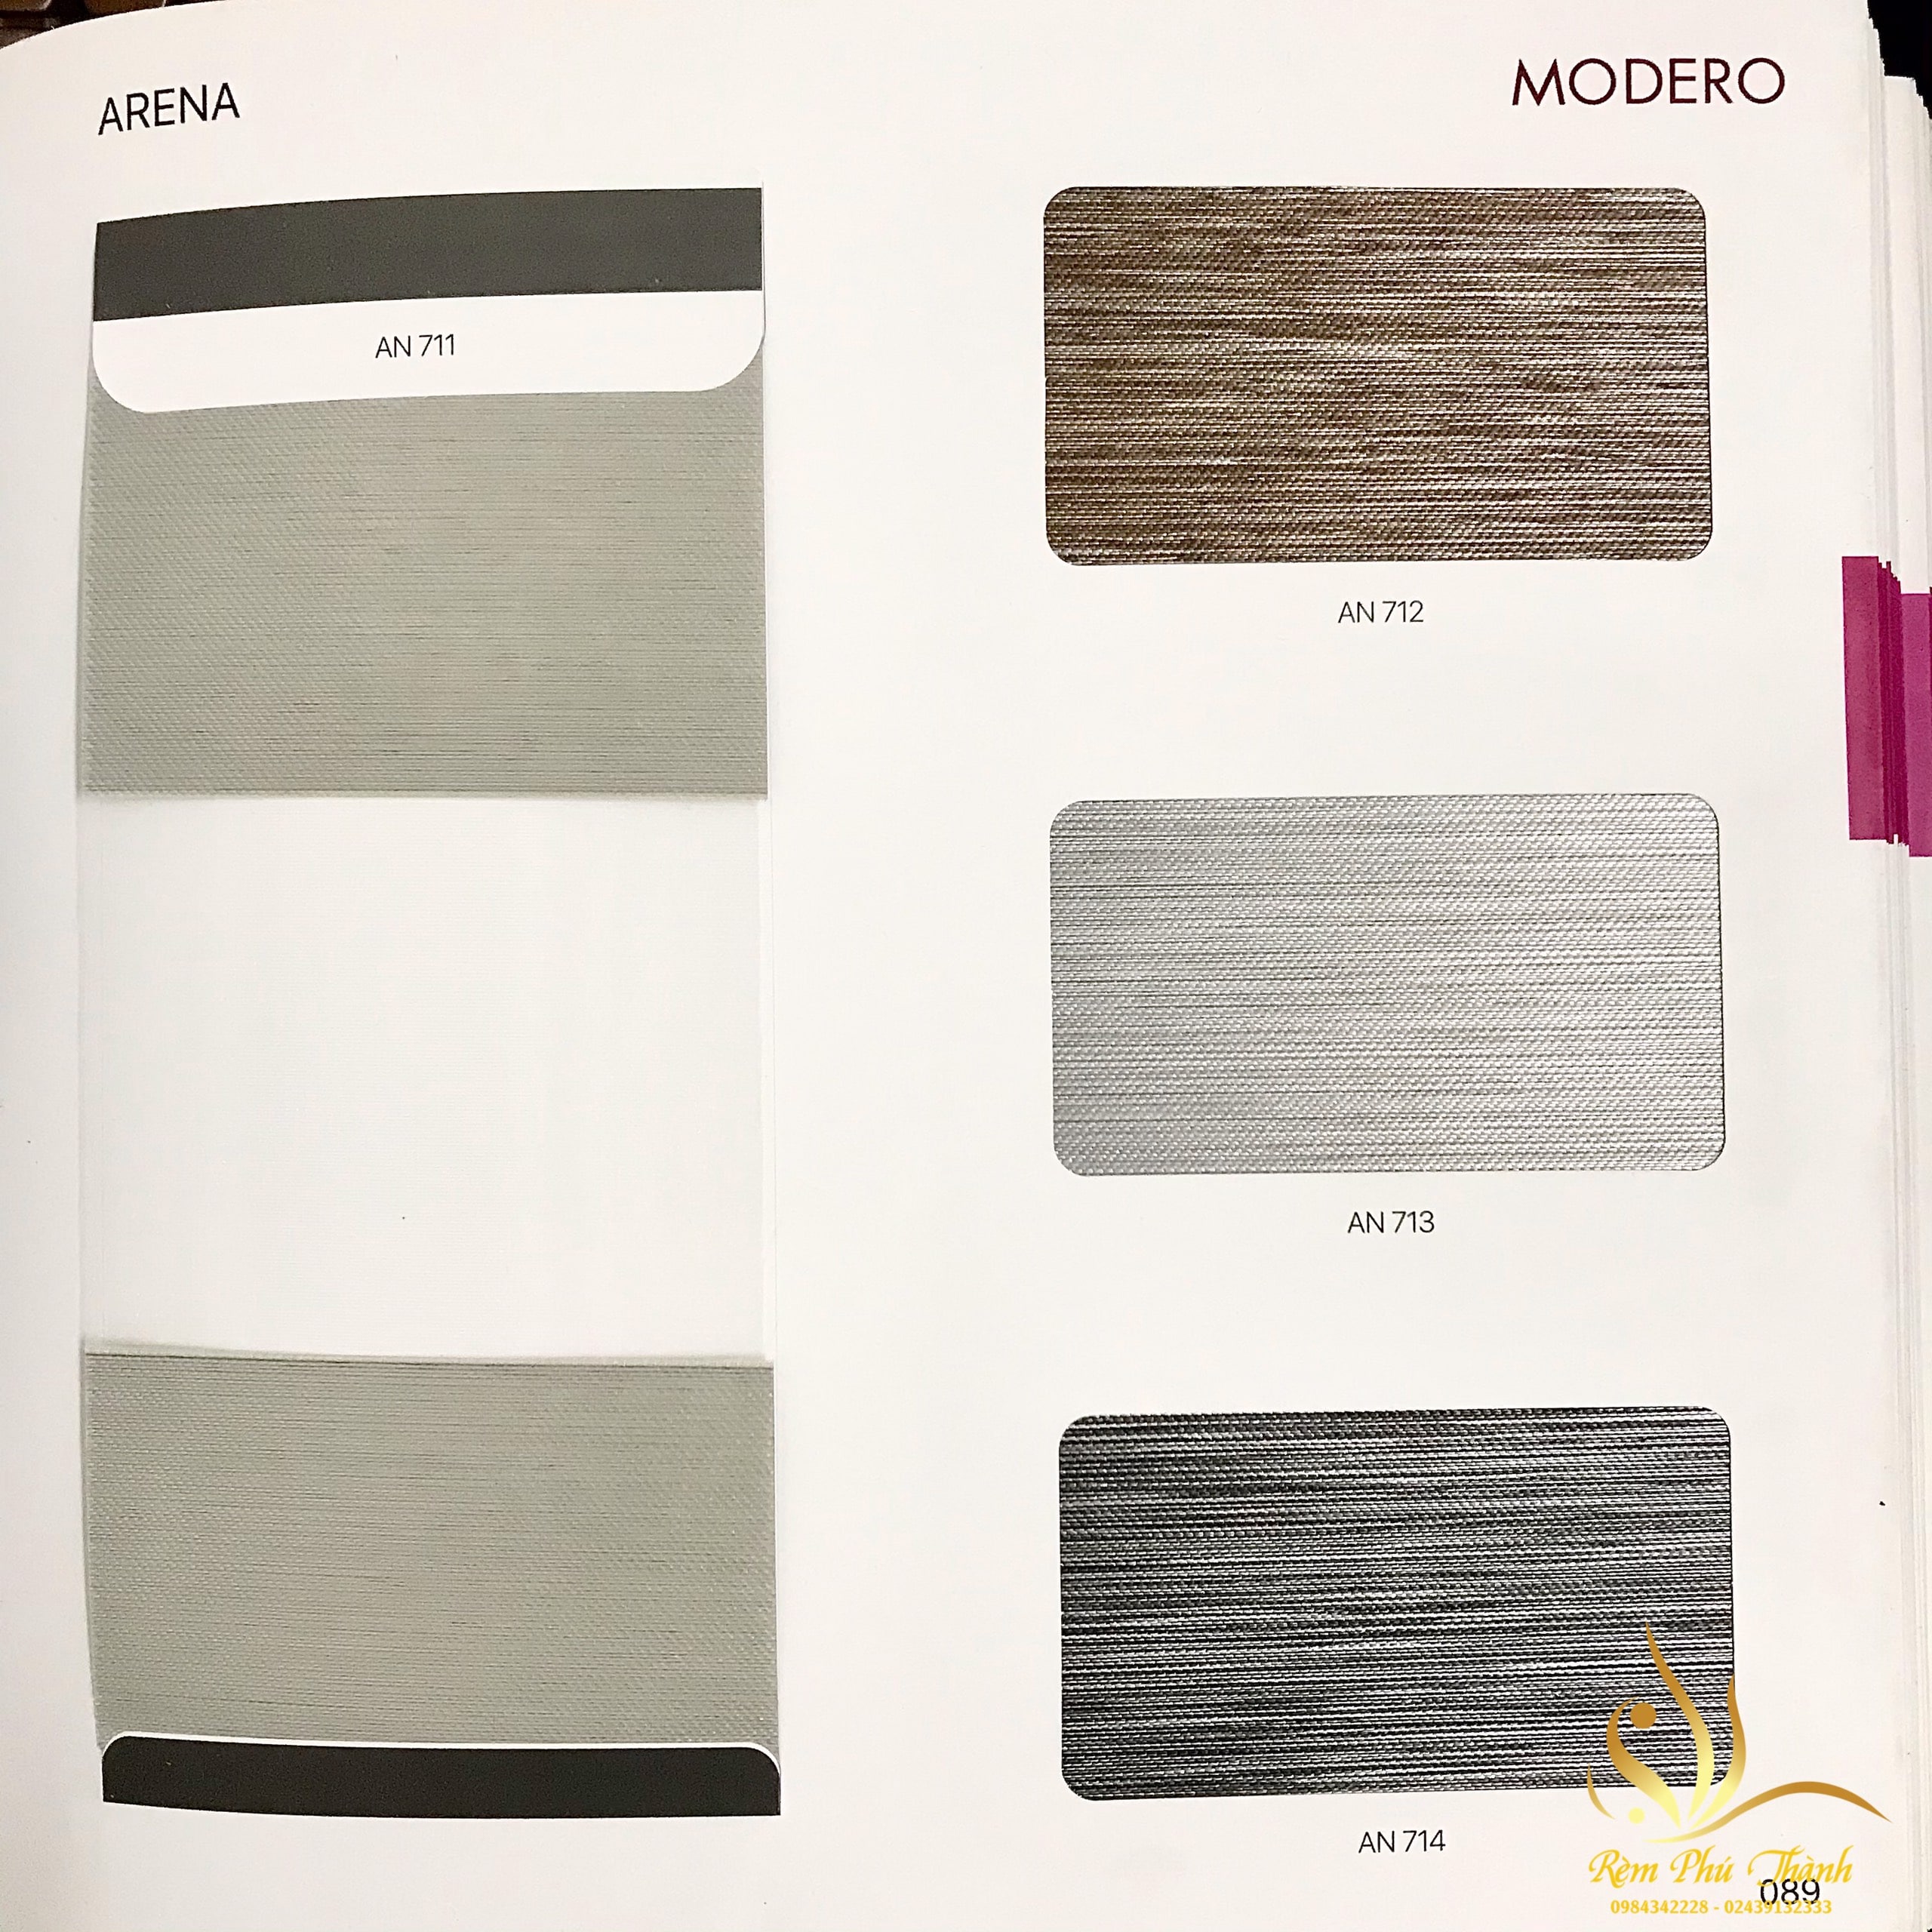 ARENA
MODERO
AN 711
AN 712
AN 713
AN 714
Rèm Phú Thành
089
0984342228 - 02439132333